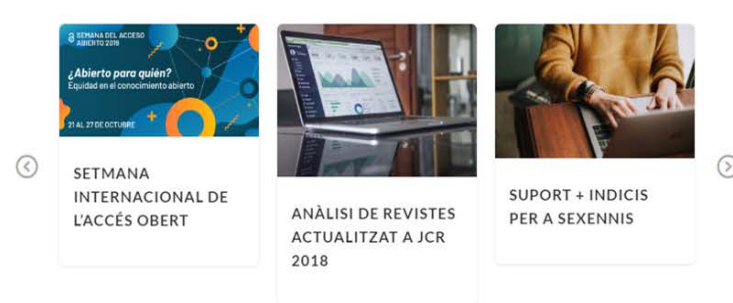 SEMANA DEL ACCESO
ABIERTO 2019
¿Abierto para quién?
Equidad en el conocimiento abierto
21 AL 27 DE OCTUBRE
SETMANA
INTERNACIONAL DE
L'ACCÉS OBERT
ANÀLISI DE REVISTES
ACTUALITZAT A JCR
2018
SUPORT + INDICIS
PER A SEXENNIS